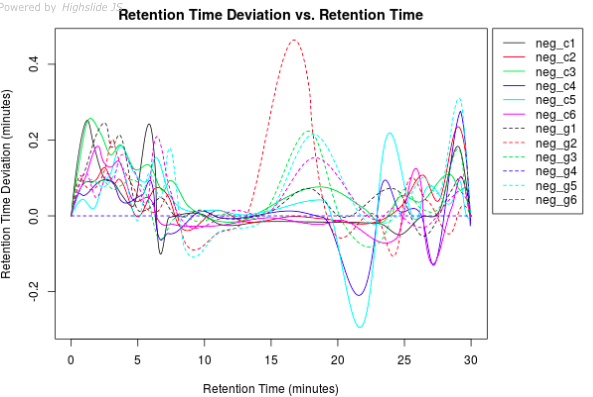 Powered by Highslide JS
Retention Time Deviation vs. Retention Time
Retention Time Deviation (minutes)
0.4
0.2
0.0
-0.2
0 5 10 15 20 25 30
Retention Time (minutes)
neg_c1
neg_c2
neg_c3
neg_c4
neg_c5
neg_c6
neg_g1
neg_g2
neg_g3
neg_g4
neg_g5
neg_g6